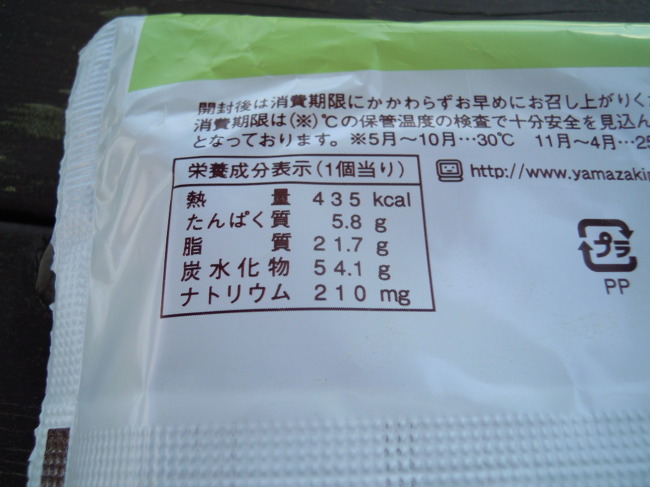 開封後は消費期限にかかわらずお早めにお召し上がりくだ
消費期限は(※)℃の保管温度の検査で十分安全を見込ん
となっております。※5月〜10月…30℃ 11月〜4月…25
栄養成分表示(1個当り)
http://www.yamazakip
熱量 435 kcal
たんぱく質 5.8 g
脂質 21.7 g
炭水化物 54.1 g
ナトリウム 210 mg
プラ
PP